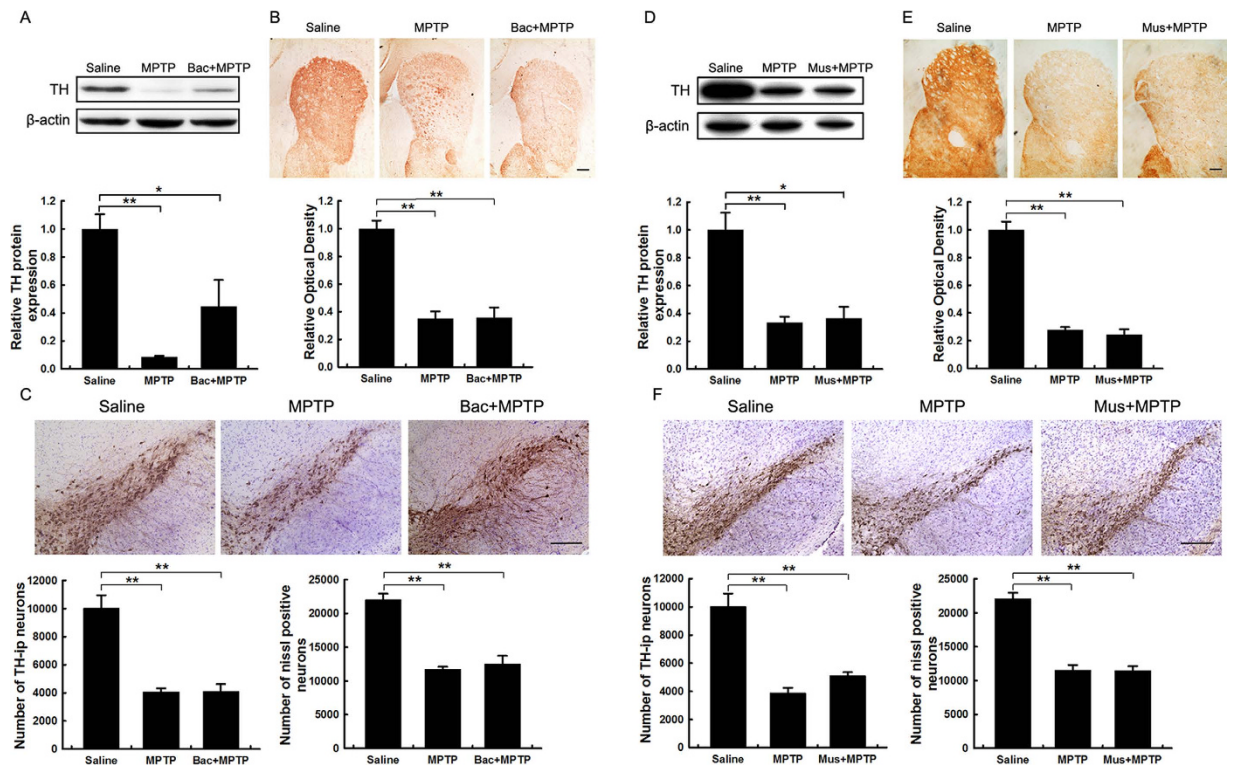 A
Saline MPTP Bac+MPTP
TH
β-actin
* 
**
1.2
1.0
0.8
0.6
0.4
0.2
0.0
Relative TH protein
expression
Saline MPTP Bac+MPTP
B
Saline MPTP Bac+MPTP
**
**
1.2
1.0
0.8
0.6
0.4
0.2
0.0
Relative Optical Density
Saline MPTP Bac+MPTP
C
Saline MPTP Bac+MPTP
**
**
12000
10000
8000
6000
4000
2000
0
Number of TH-ip neurons
Saline MPTP Bac+MPTP
**
**
25000
20000
15000
10000
5000
0
Number of nissl positive
neurons
Saline MPTP Bac+MPTP
D
Saline MPTP Mus+MPTP
TH
β-actin
*
**
1.2
1.0
0.8
0.6
0.4
0.2
0.0
Relative TH protein
expression
Saline MPTP Mus+MPTP
E
Saline MPTP Mus+MPTP
**
**
1.2
1.0
0.8
0.6
0.4
0.2
0.0
Relative Optical Density
Saline MPTP Mus+MPTP
F
Saline MPTP Mus+MPTP
**
**
12000
10000
8000
6000
4000
2000
0
Number of TH-ip neurons
Saline MPTP Mus+MPTP
**
**
25000
20000
15000
10000
5000
0
Number of nissl positive
neurons
Saline MPTP Mus+MPTP